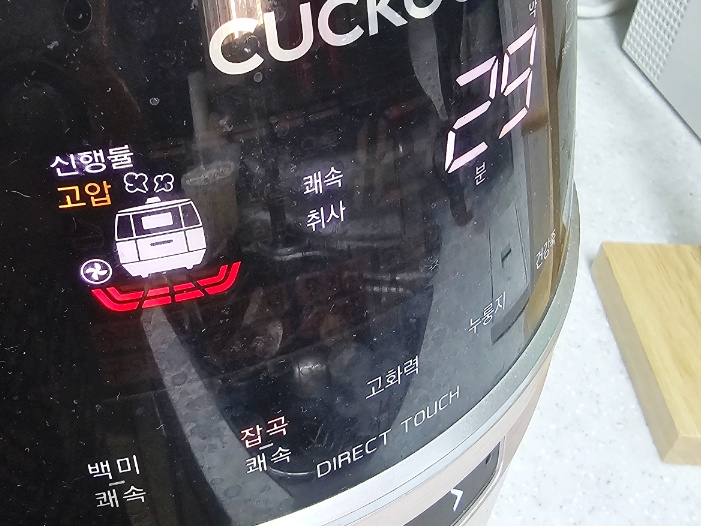 CUCKOO
29
분
신행률
고압
쾌속
취사
건강죽
누룽지
고화력
잡곡
쾌속
DIRECT TOUCH
백미
쾌속